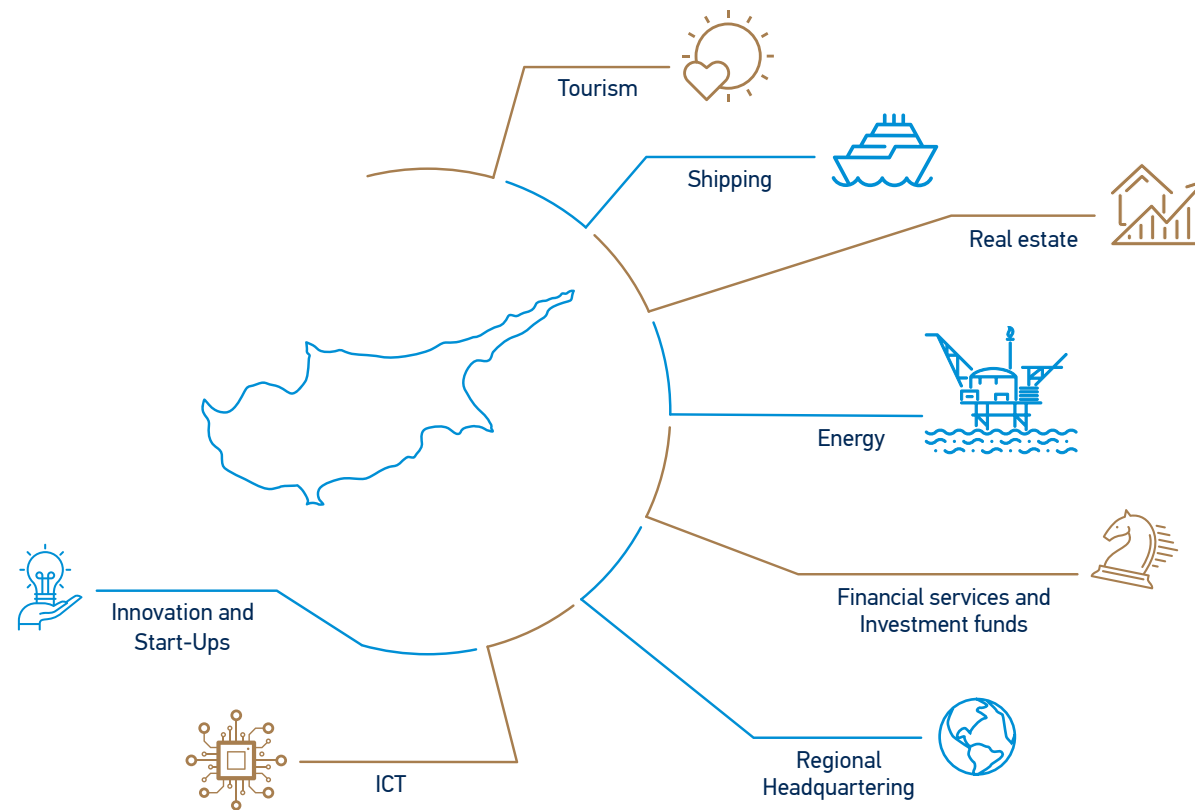 Tourism
Shipping
Real estate
Energy
Financial services and
Investment funds
Regional
Headquartering
ICT
Innovation and
Start-Ups